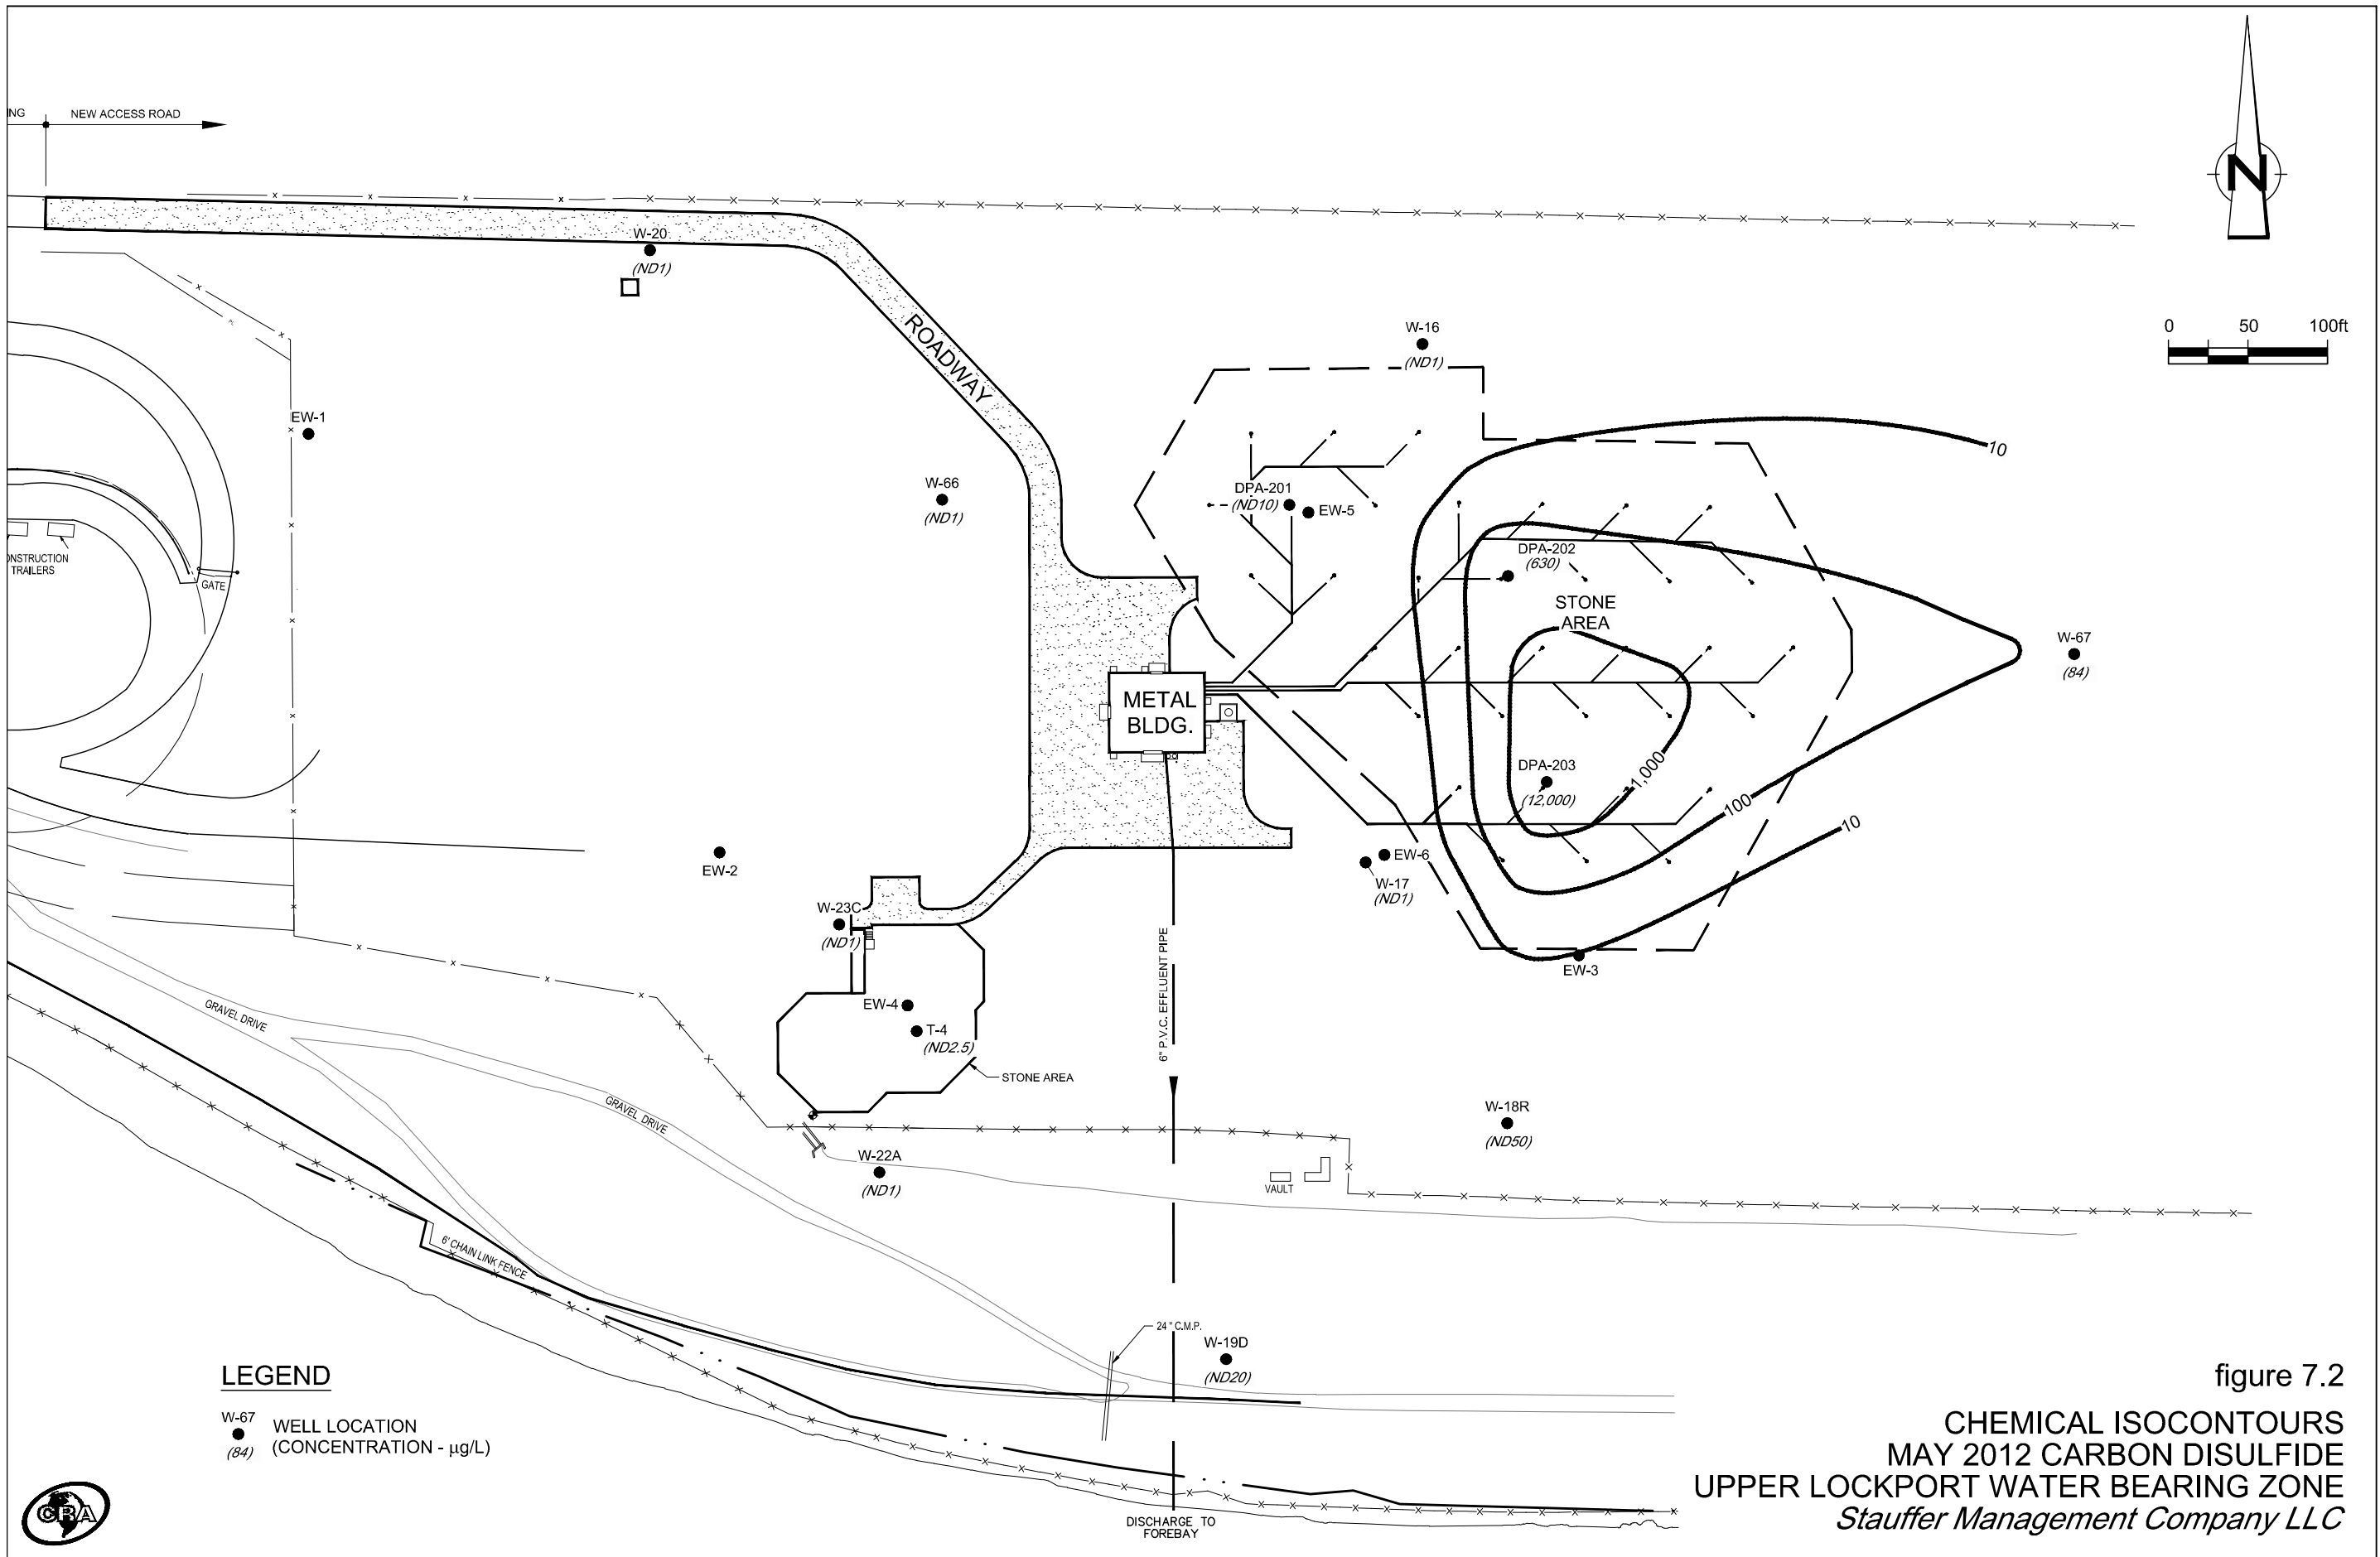 ING
NEW ACCESS ROAD
N
0 50 100ft
W-20
(ND1)
ROADWAY
W-16
(ND1)
EW-1
10
W-66
(ND1)
DPA-201
(ND10)
EW-5
DPA-202
(630)
ONSTRUCTION
TRAILERS
GATE
STONE
AREA
W-67
(84)
METAL
BLDG.
DPA-203
(12,000)
1,000
100
10
EW-2
EW-6
W-17
(ND1)
W-23C
(ND1)
EW-3
EW-4
T-4
(ND2.5)
STONE AREA
6" P.V.C. EFFLUENT PIPE
GRAVEL DRIVE
GRAVEL DRIVE
W-18R
(ND50)
W-22A
(ND1)
VAULT
6' CHAIN LINK FENCE
24" C.M.P.
W-19D
(ND20)
DISCHARGE TO
FOREBAY
LEGEND
W-67
(84)
WELL LOCATION
(CONCENTRATION - µg/L)
CRA
figure 7.2
CHEMICAL ISOCONTOURS
MAY 2012 CARBON DISULFIDE
UPPER LOCKPORT WATER BEARING ZONE
Stauffer Management Company LLC